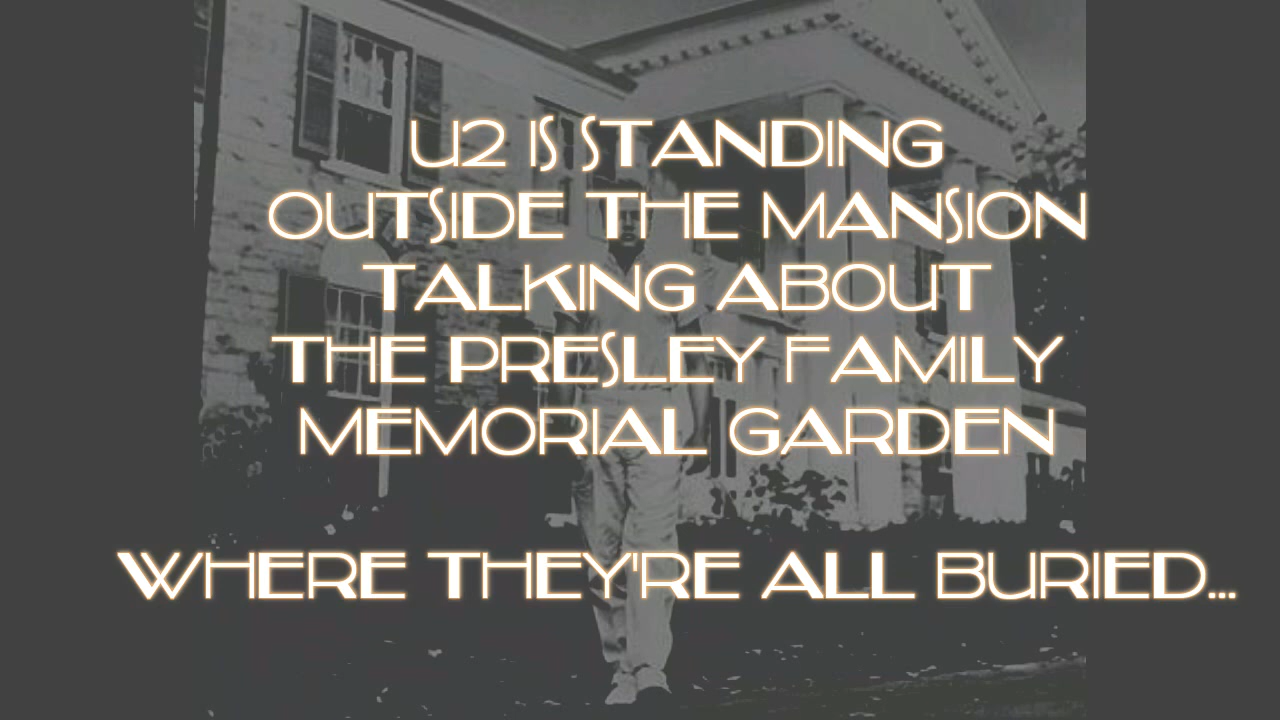 U2 IS STANDING
OUTSIDE THE MANSION
TALKING ABOUT
THE PRESLEY FAMILY
MEMORIAL GARDEN
WHERE THEY'RE ALL BURIED...